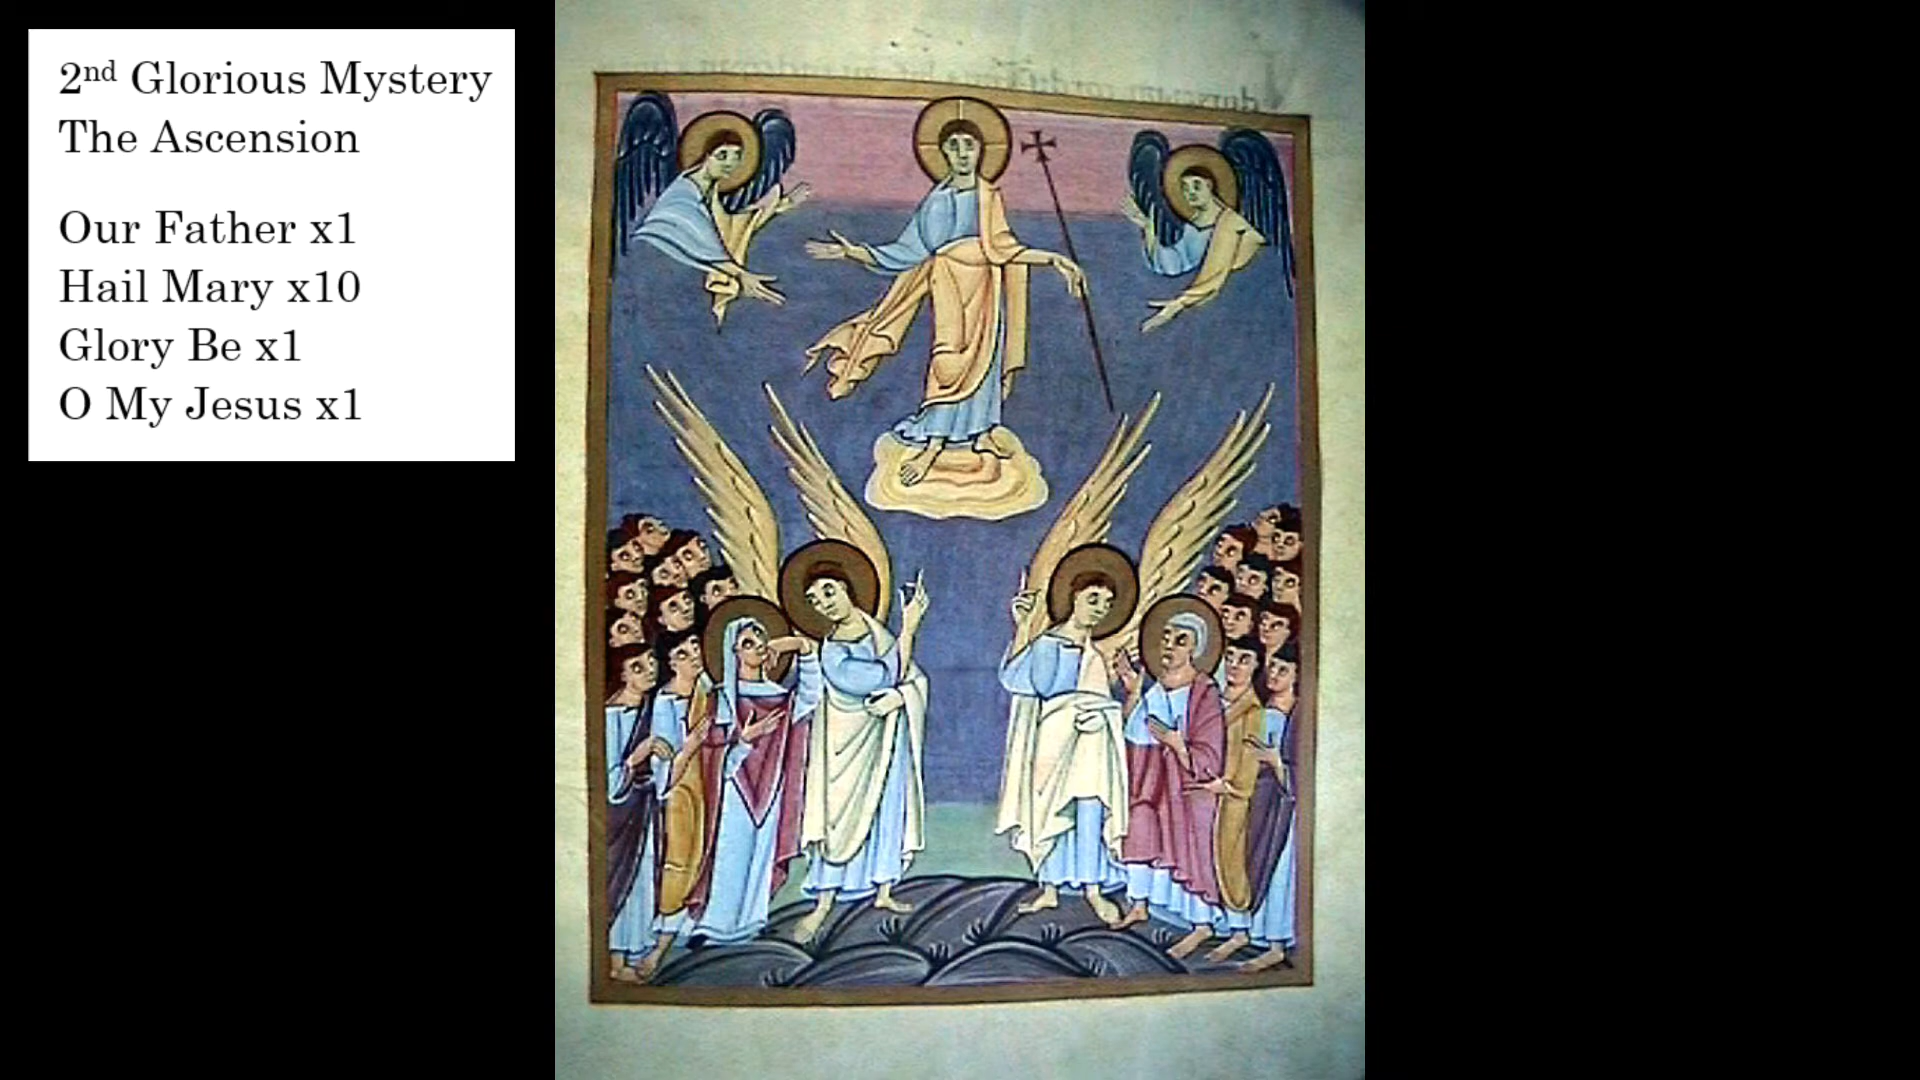 2nd Glorious Mystery
The Ascension
Our Father x1
Hail Mary x10
Glory Be x1
O My Jesus x1